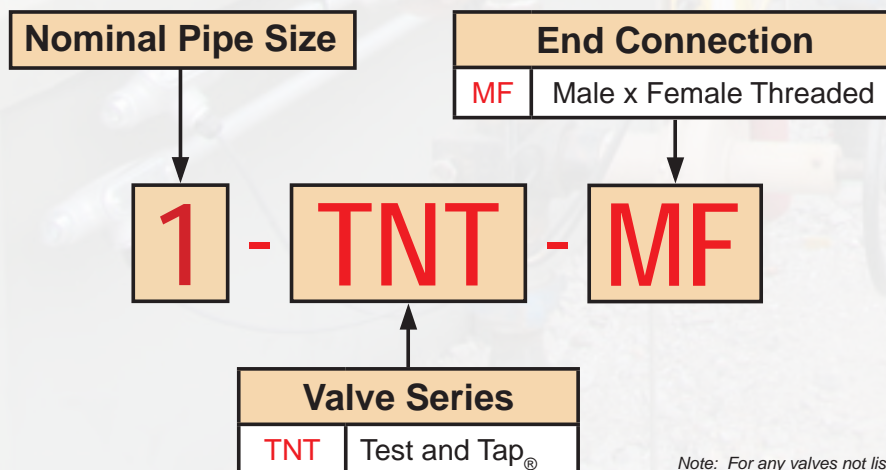 Nominal Pipe Size
End Connection
MF Male x Female Threaded
1 - TNT - MF
Valve Series
TNT Test and Tap®
Note: For any valves not